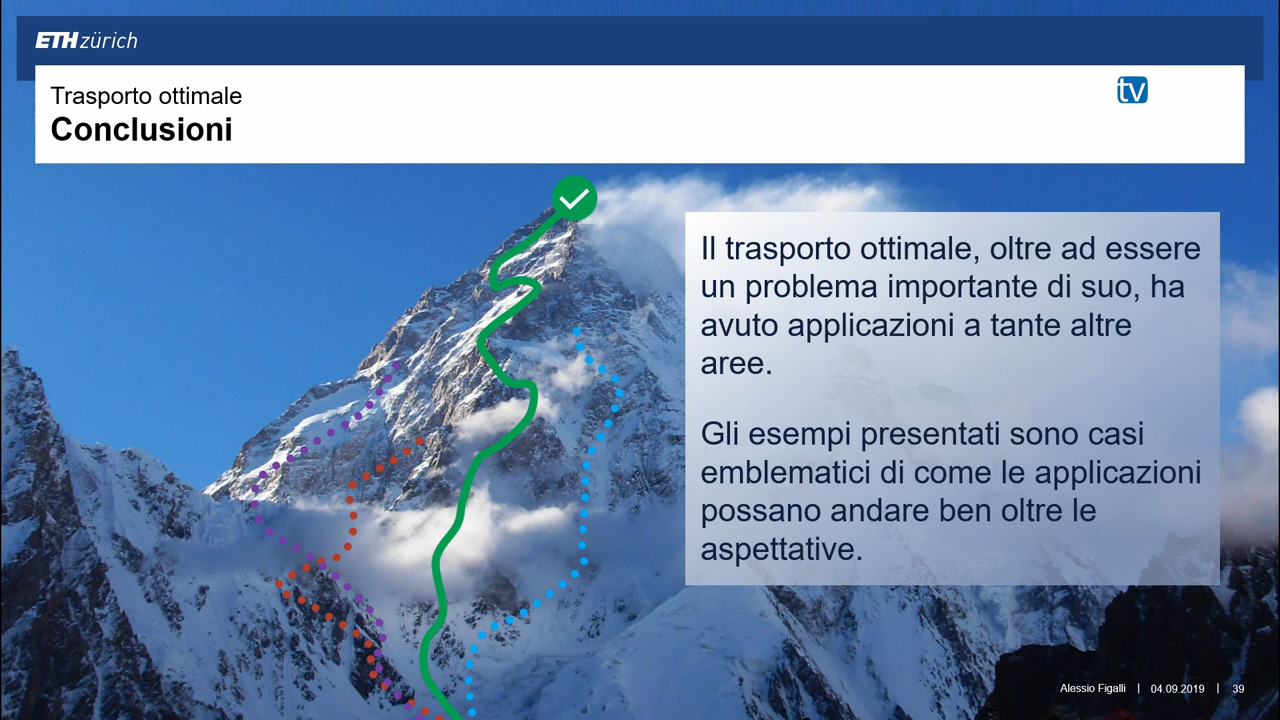 ETH zürich
Trasporto ottimale
tv
Conclusioni
Il trasporto ottimale, oltre ad essere
un problema importante di suo, ha
avuto applicazioni a tante altre
aree.
Gli esempi presentati sono casi
emblematici di come le applicazioni
possano andare ben oltre le
aspettative.
Alessio Figalli | 04.09.2019 | 39